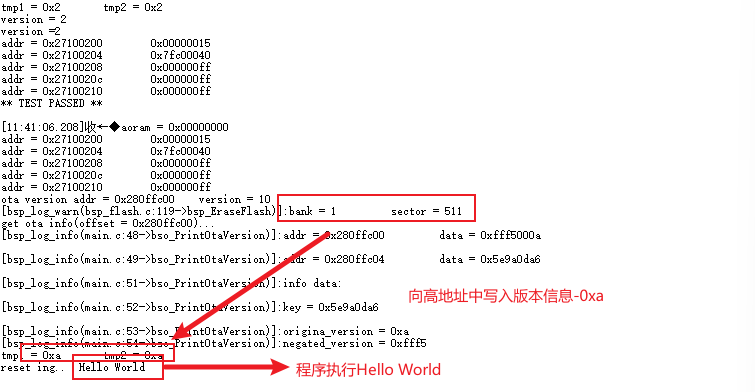 tmp1 = 0x2 tmp2 = 0x2
version = 2
version =2
addr = 0x27100200 0x00000015
addr = 0x27100204 0x7fc00040
addr = 0x27100208 0x000000ff
addr = 0x2710020c 0x000000ff
addr = 0x27100210 0x000000ff
** TEST PASSED **
[11:41:06.208]收←◆aoram = 0x00000000
addr = 0x27100200 0x00000015
addr = 0x27100204 0x7fc00040
addr = 0x27100208 0x000000ff
addr = 0x2710020c 0x000000ff
addr = 0x27100210 0x000000ff
ota version addr = 0x280ffc00 version = 10
[bsp_log_warn(bsp_flash.c:119->bsp_EraseFlash)]:bank = 1 sector = 511
get ota info(offset = 0x280ffc00)...
[bsp_log_info(main.c:48->bso_PrintOtaVersion)]:addr = 0x280ffc00 data = 0xfff5000a
[bsp_log_info(main.c:49->bso_PrintOtaVersion)]:addr = 0x280ffc04 data = 0x5e9a0da6
[bsp_log_info(main.c:51->bso_PrintOtaVersion)]:info data:
向高地址中写入版本信息-0xa
[bsp_log_info(main.c:52->bso_PrintOtaVersion)]:key = 0x5e9a0da6
[bsp_log_info(main.c:53->bso_PrintOtaVersion)]:origina_version = 0xa
[bsp_log_info(main.c:54->bso_PrintOtaVersion)]:negated_version = 0xfff5
tmp1 = 0xa tmp2 = 0xa
reset ing.. Hello World 程序执行Hello World